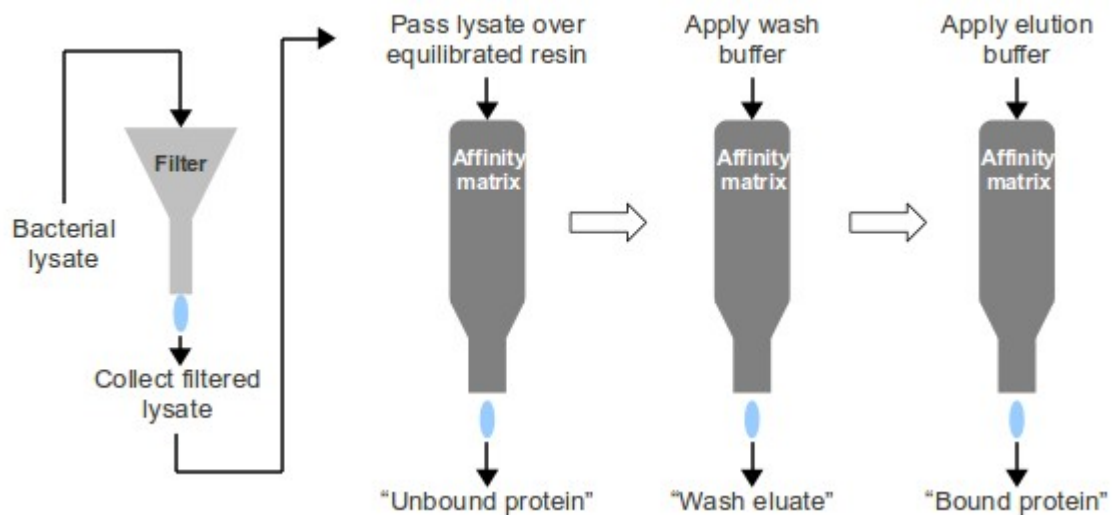 Bacterial
lysate
Filter
Collect filtered
lysate
Pass lysate over
equilibrated resin
Affinity
matrix
“Unbound protein”
Apply wash
buffer
Affinity
matrix
“Wash eluate”
Apply elution
buffer
Affinity
matrix
“Bound protein”